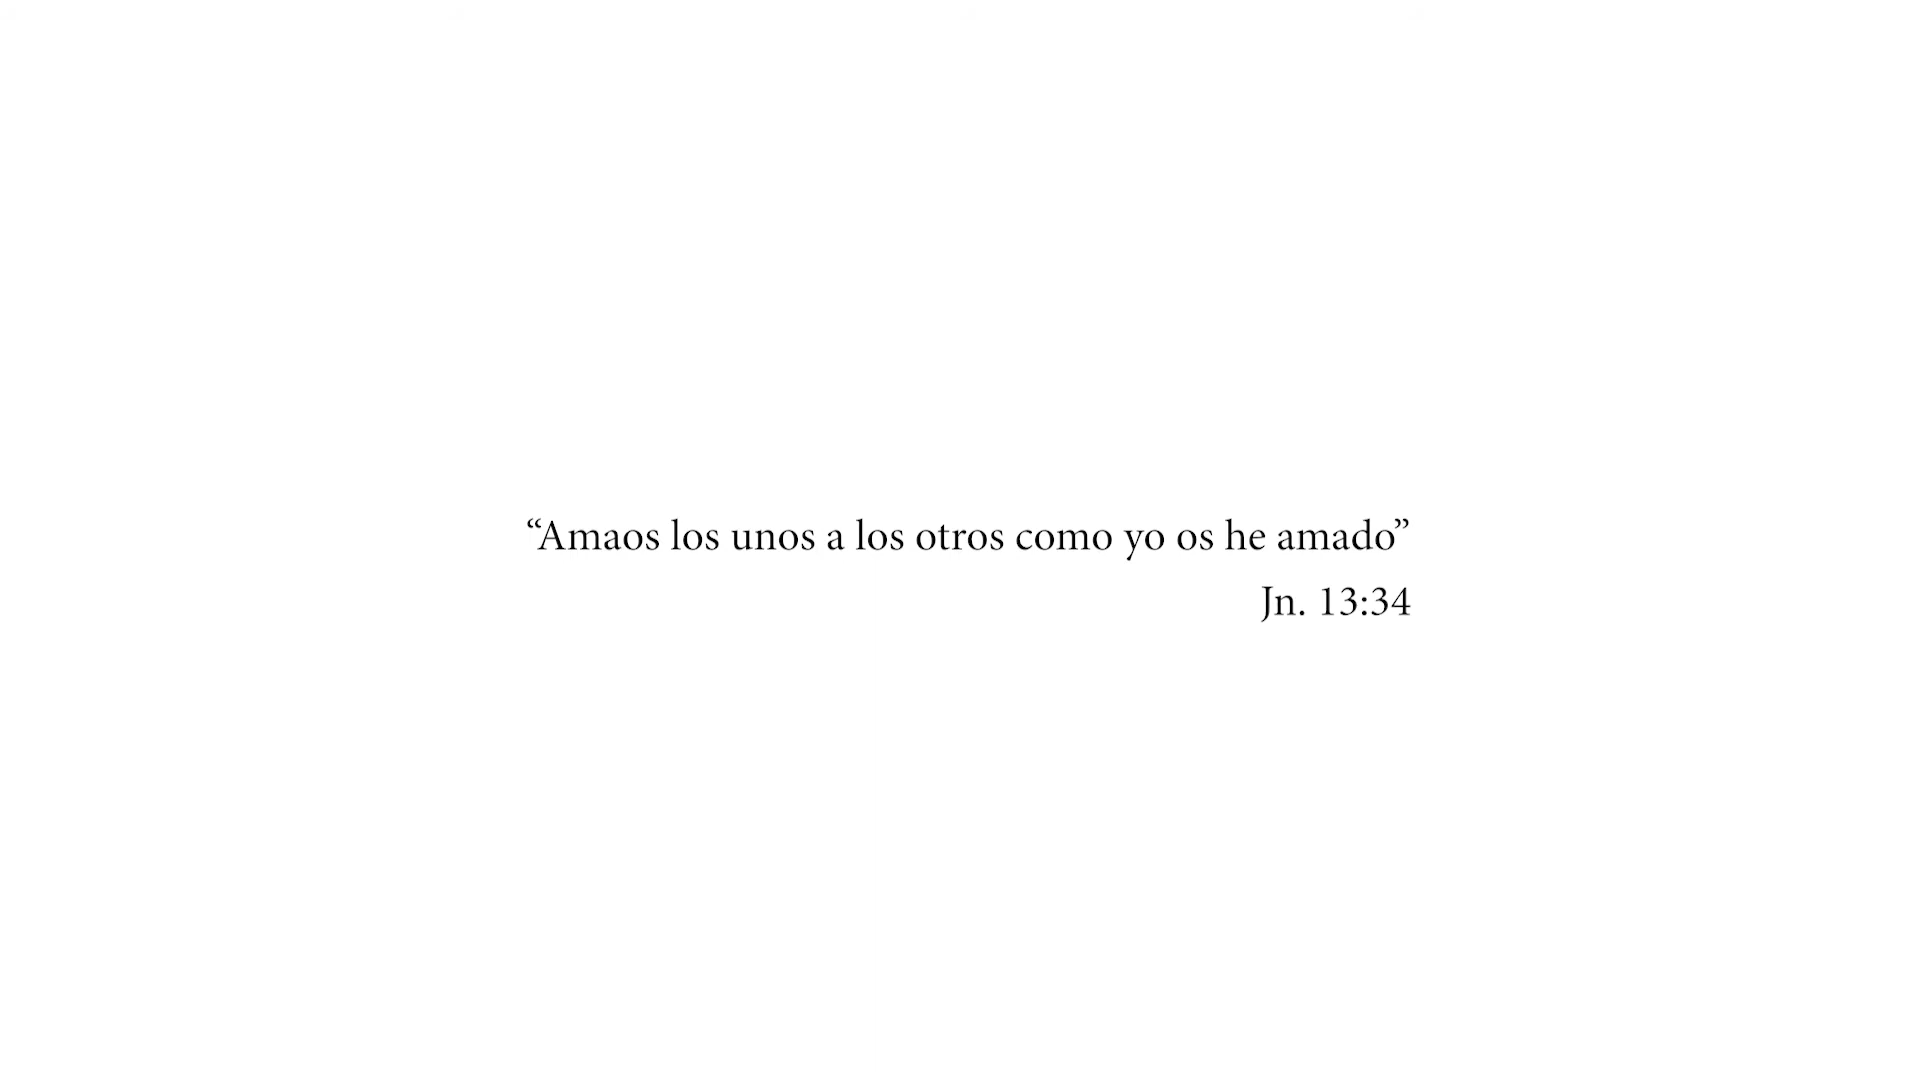 “Amaos los unos a los otros como yo os he amado”
Jn. 13:34